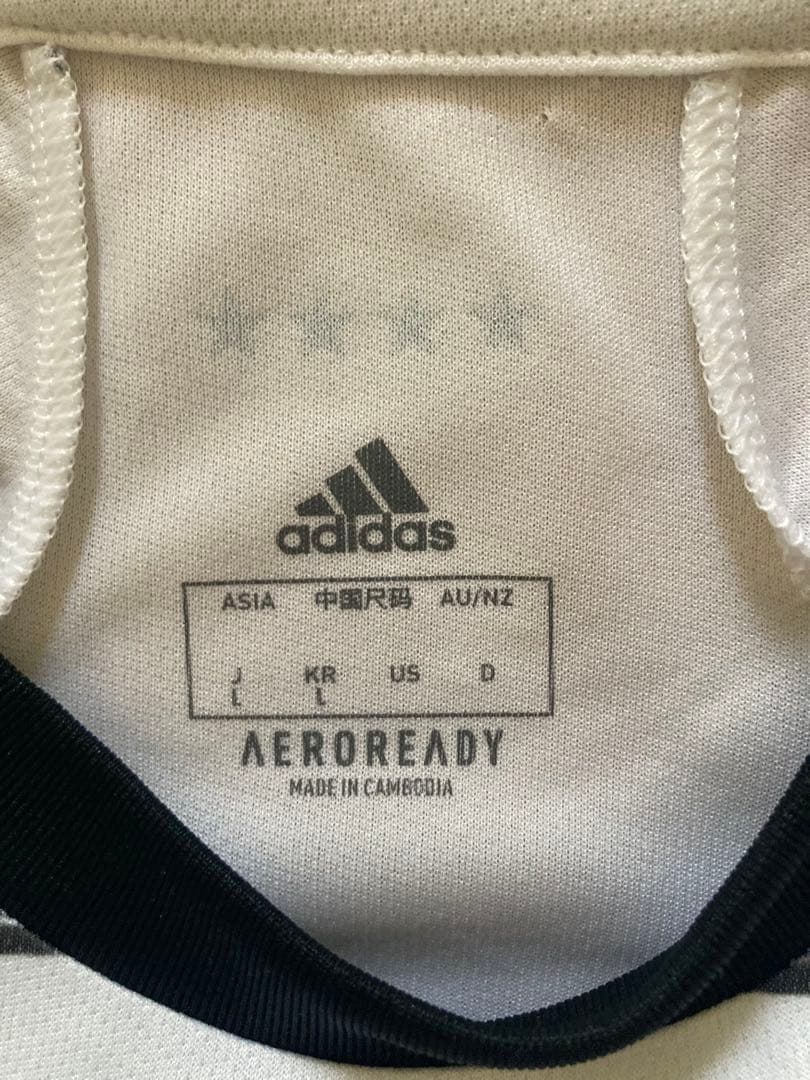 adidas
ASIA 中国尺码 AU/NZ
J KR US D
L L
AEROREADY
MADE IN CAMBODIA